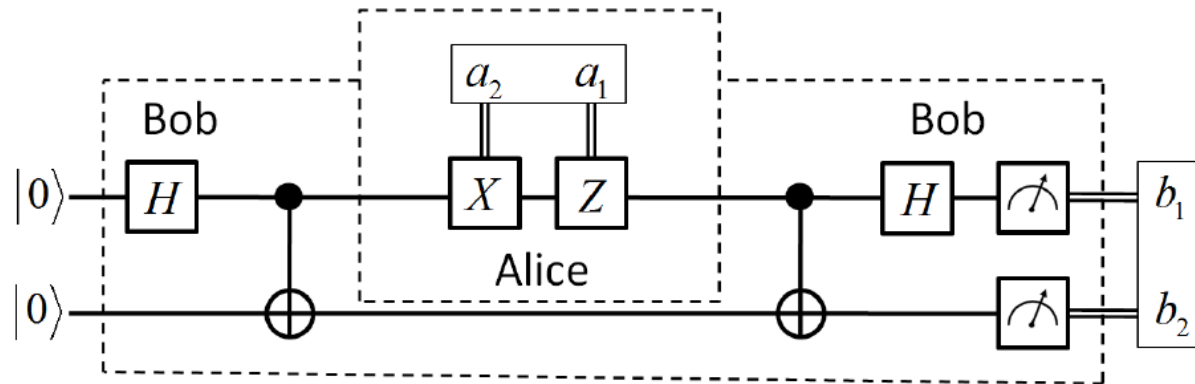 a₂ a₁
Bob Bob
|0⟩ H X Z H b₁
Alice
|0⟩ b₂